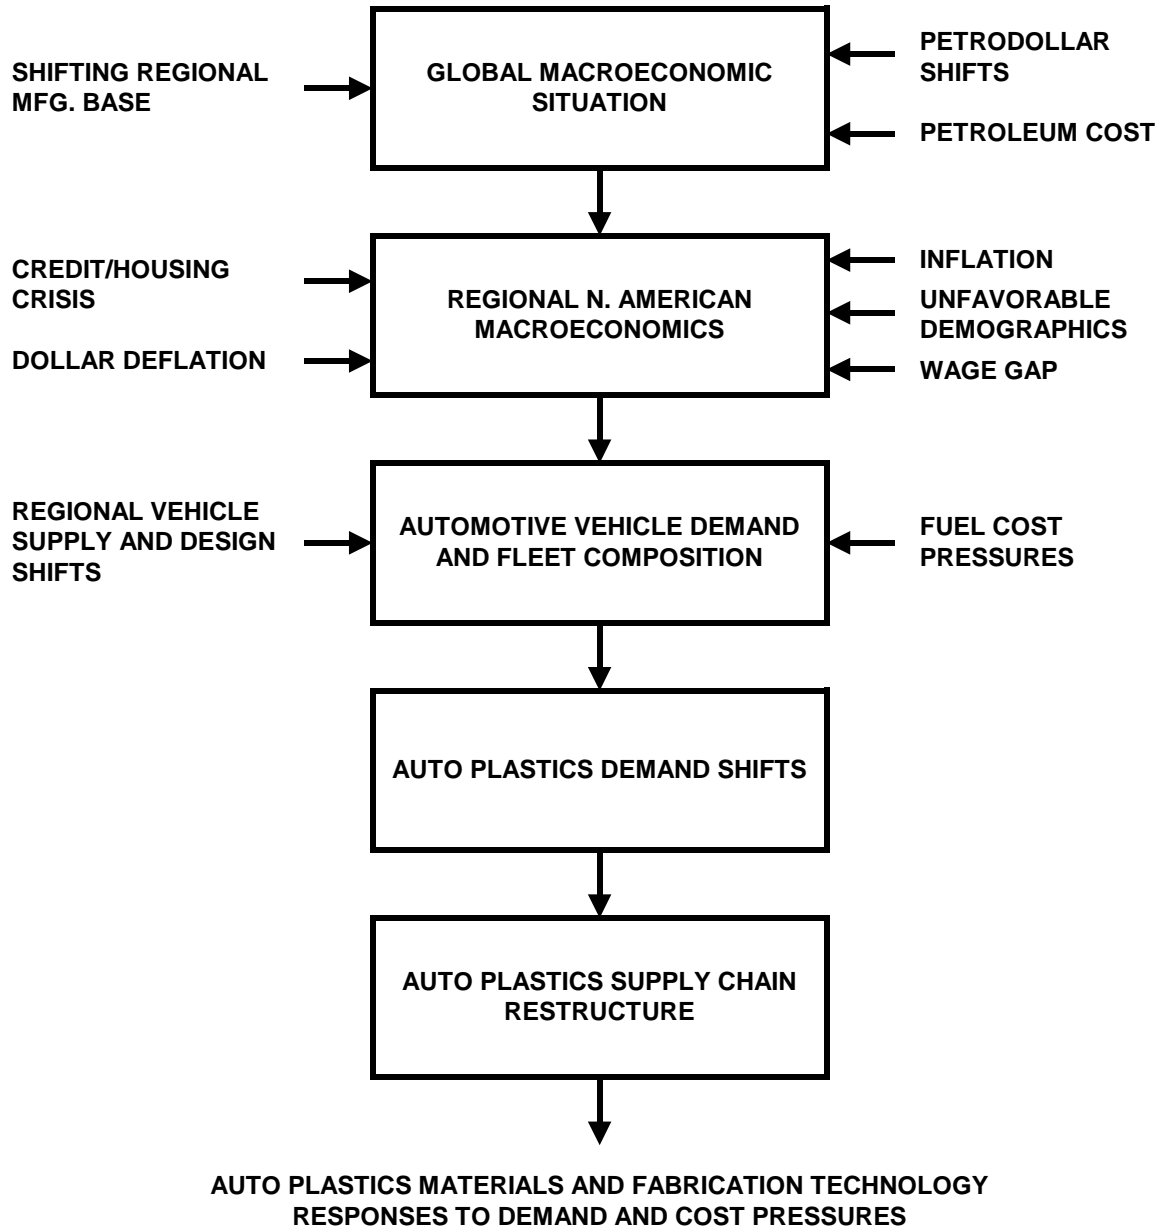 SHIFTING REGIONAL
MFG. BASE
GLOBAL MACROECONOMIC
SITUATION
PETRODOLLAR
SHIFTS
PETROLEUM COST
CREDIT/HOUSING
CRISIS
DOLLAR DEFLATION
REGIONAL N. AMERICAN
MACROECONOMICS
INFLATION
UNFAVORABLE
DEMOGRAPHICS
WAGE GAP
REGIONAL VEHICLE
SUPPLY AND DESIGN
SHIFTS
AUTOMOTIVE VEHICLE DEMAND
AND FLEET COMPOSITION
FUEL COST
PRESSURES
AUTO PLASTICS DEMAND SHIFTS
AUTO PLASTICS SUPPLY CHAIN
RESTRUCTURE
AUTO PLASTICS MATERIALS AND FABRICATION TECHNOLOGY
RESPONSES TO DEMAND AND COST PRESSURES